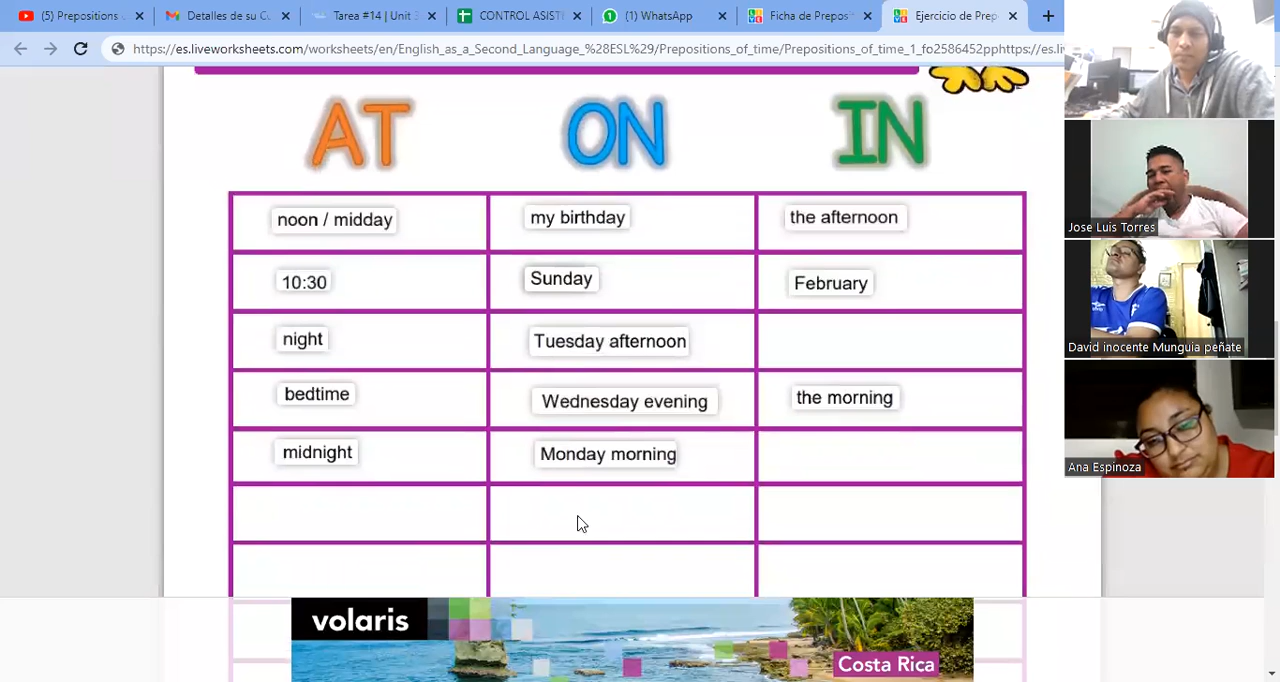 (5) Prepositions
Detalles de su Cu
Tarea #14 | Unit :
CONTROL ASIST
(1) WhatsApp
Ficha de Prepos
Ejercicio de Prep
https://es.liveworksheets.com/worksheets/en/English_as_a_Second_Language_%28ESL%29/Prepositions_of_time/Prepositions_of_time_1_fo2586452pphttps://es.liv
AT ON IN
noon / midday my birthday the afternoon
10:30 Sunday February
night Tuesday afternoon
bedtime Wednesday evening the morning
midnight Monday morning
volaris
Costa Rica
Jose Luis Torres
David inocente Munguia peñate
Ana Espinoza